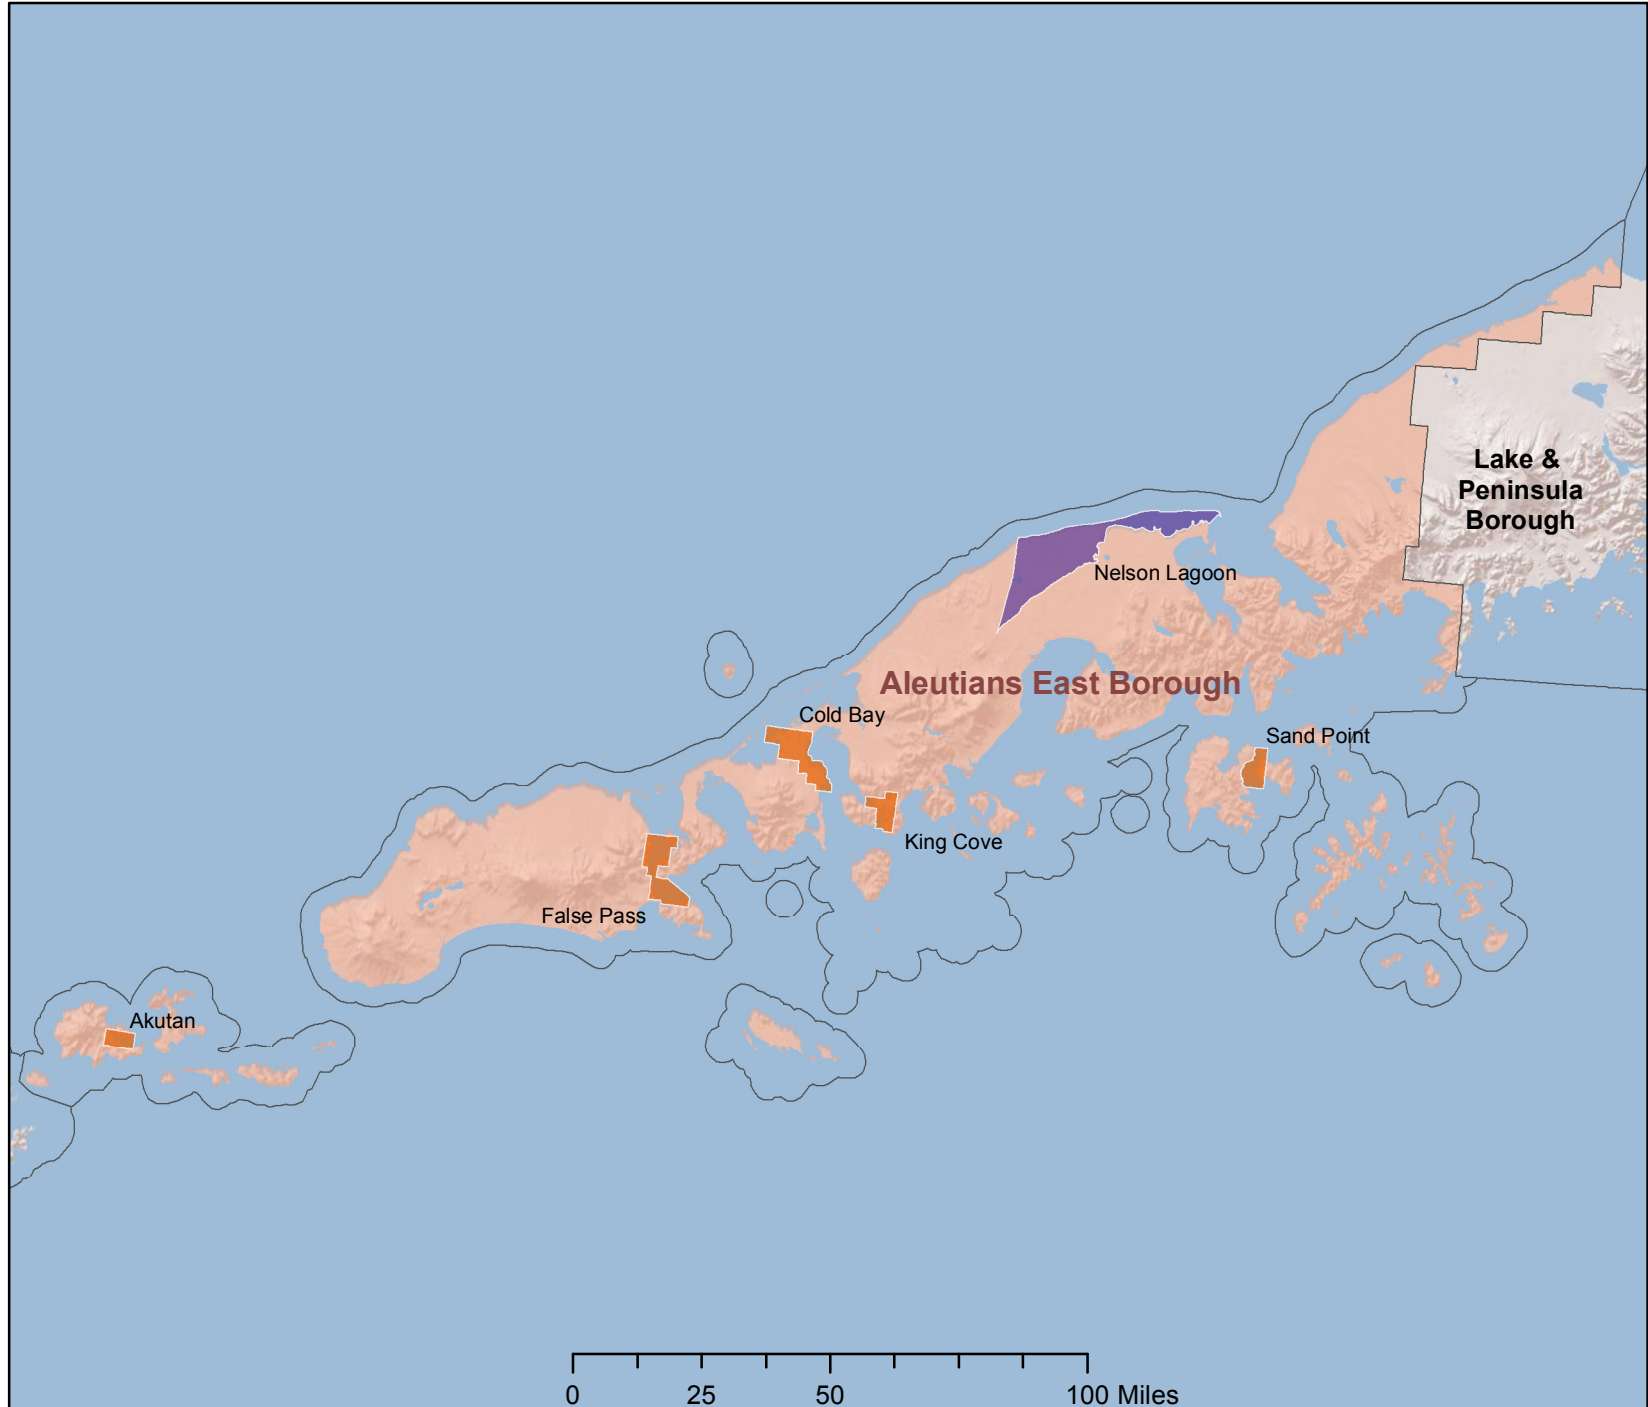 Lake &
Peninsula
Borough
Nelson Lagoon
Aleutians East Borough
Cold Bay
Sand Point
King Cove
False Pass
Akutan
0 25 50 100 Miles